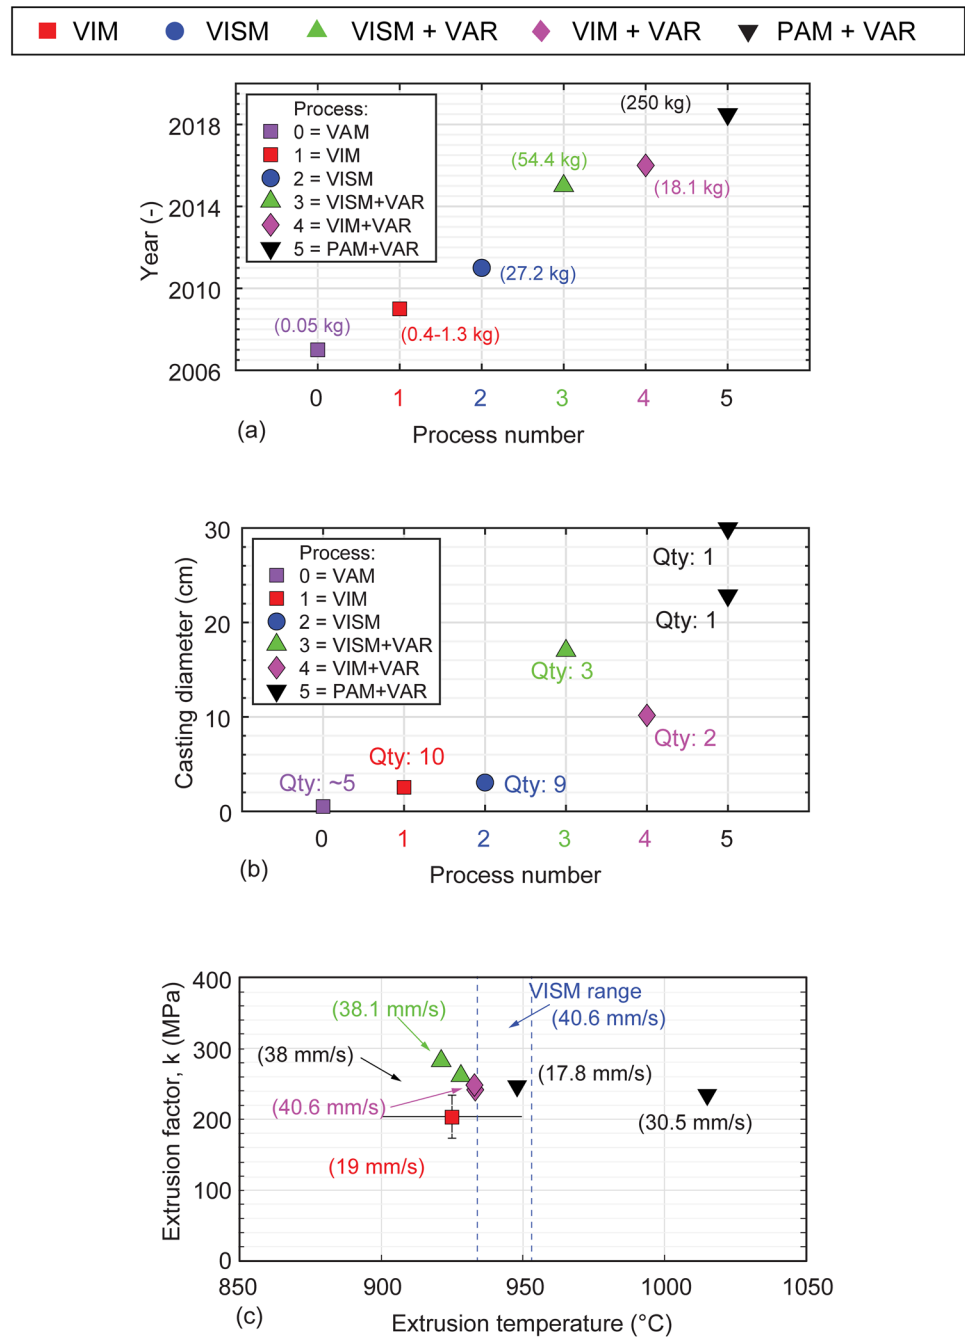 VIM VISM VISM + VAR VIM + VAR PAM + VAR
Process:
0 = VAM
1 = VIM
2 = VISM
3 = VISM+VAR
4 = VIM+VAR
5 = PAM+VAR
(250 kg)
(54.4 kg)
(18.1 kg)
(27.2 kg)
(0.05 kg)
(0.4-1.3 kg)
2018
2014
2010
2006
Year (-)
0 1 2 3 4 5
(a)
Process number
30
20
10
0
Casting diameter (cm)
Process:
0 = VAM
1 = VIM
2 = VISM
3 = VISM+VAR
4 = VIM+VAR
5 = PAM+VAR
Qty: 1
Qty: 1
Qty: 3
Qty: 2
Qty: 10
Qty: ~5
Qty: 9
0 1 2 3 4 5
(b)
Process number
400
300
200
100
0
Extrusion factor, k (MPa)
VISM range
(40.6 mm/s)
(38.1 mm/s)
(38 mm/s)
(17.8 mm/s)
(40.6 mm/s)
(30.5 mm/s)
(19 mm/s)
850 900 950 1000 1050
(c)
Extrusion temperature (°C)